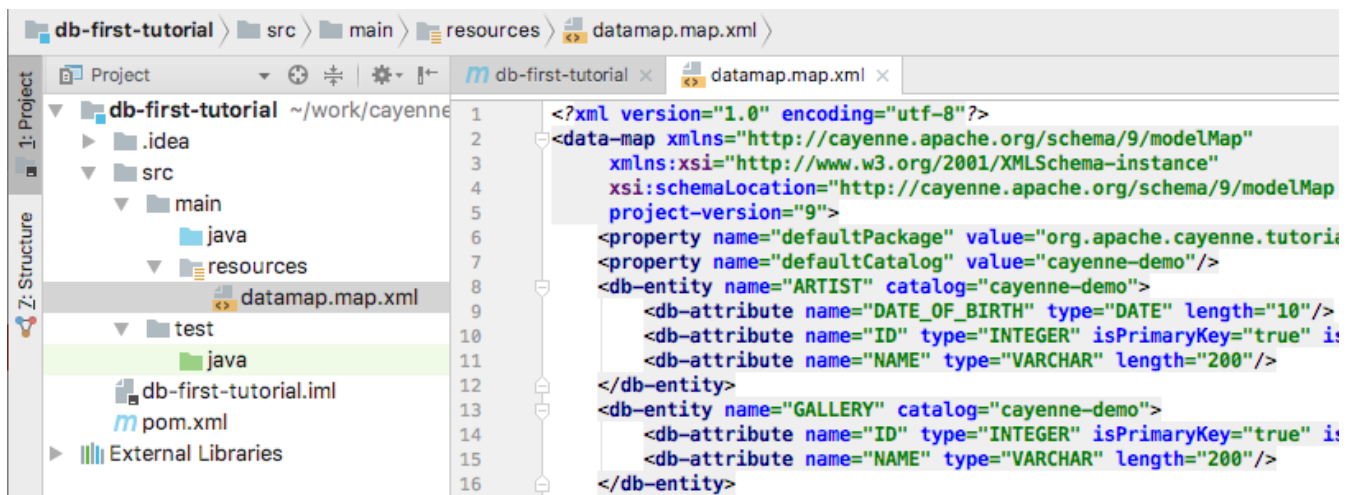 db-first-tutorial src main resources datamap.map.xml
1: Project
Z: Structure
Project
db-first-tutorial ~/work/cayenne
.idea
src
main
java
resources
datamap.map.xml
test
java
db-first-tutorial.iml
pom.xml
External Libraries
db-first-tutorial × datamap.map.xml ×
1 <?xml version="1.0" encoding="utf-8"?>
2 <data-map xmlns="http://cayenne.apache.org/schema/9/modelMap"
3 xmlns:xsi="http://www.w3.org/2001/XMLSchema-instance"
4 xsi:schemaLocation="http://cayenne.apache.org/schema/9/modelMap
5 project-version="9">
6 <property name="defaultPackage" value="org.apache.cayenne.tutoria
7 <property name="defaultCatalog" value="cayenne-demo"/>
8 <db-entity name="ARTIST" catalog="cayenne-demo">
9 <db-attribute name="DATE_OF_BIRTH" type="DATE" length="10"/>
10 <db-attribute name="ID" type="INTEGER" isPrimaryKey="true" is
11 <db-attribute name="NAME" type="VARCHAR" length="200"/>
12 </db-entity>
13 <db-entity name="GALLERY" catalog="cayenne-demo">
14 <db-attribute name="ID" type="INTEGER" isPrimaryKey="true" is
15 <db-attribute name="NAME" type="VARCHAR" length="200"/>
16 </db-entity>